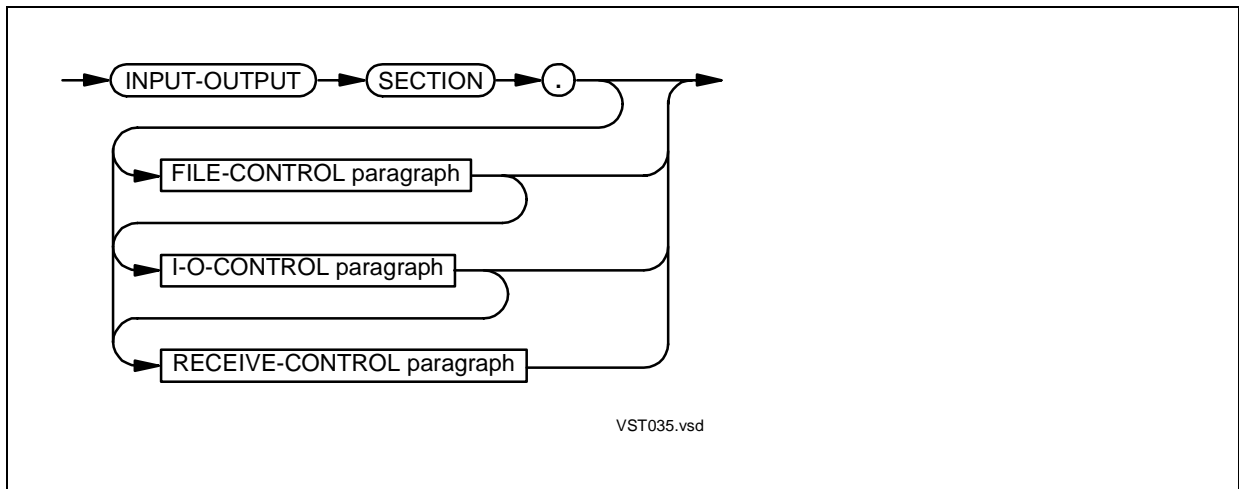 INPUT-OUTPUT SECTION .
FILE-CONTROL paragraph
I-O-CONTROL paragraph
RECEIVE-CONTROL paragraph
VST035.vsd